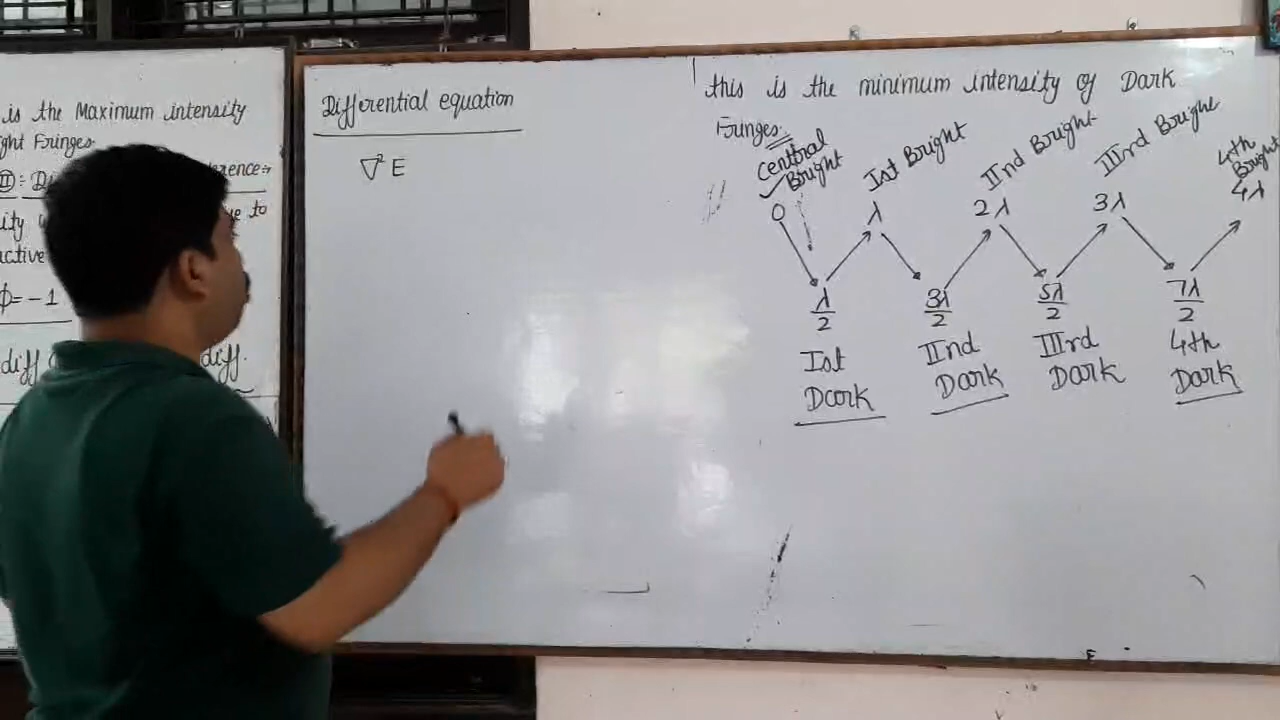 is the Maximum intensity
ght Fringes
II
erence :-
to
ctive
ϕ = -1
diff
diff.
Differential equation
∇² E
this is the minimum intensity of Dark
Fringes
Central Bright
Ist Bright
IInd Bright
IIIrd Bright
4th Bright
0 λ 2λ 3λ 4λ
λ/2 3λ/2 5λ/2 7λ/2
Ist IInd IIIrd 4th
Dark Dark Dark Dark